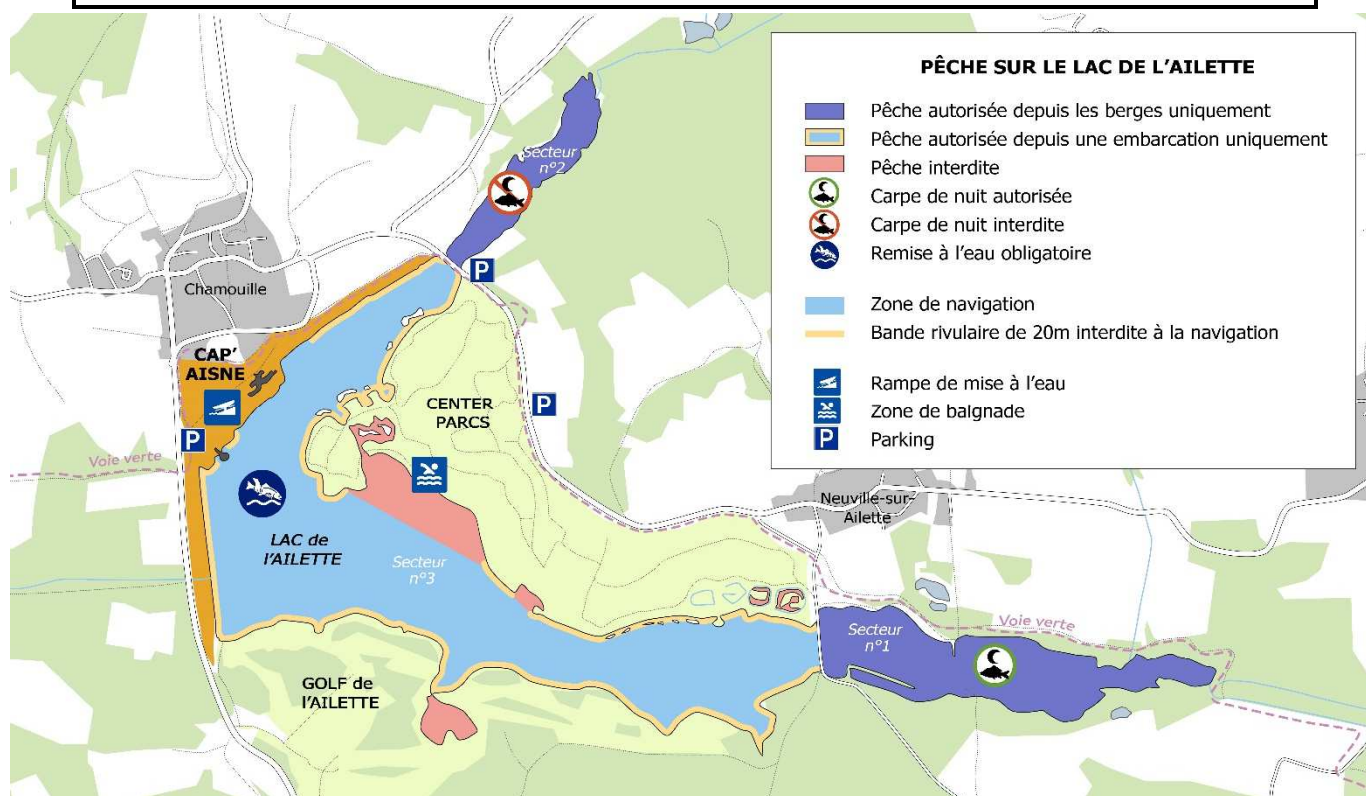 PÊCHE SUR LE LAC DE L'AILETTE
Pêche autorisée depuis les berges uniquement
Pêche autorisée depuis une embarcation uniquement
Pêche interdite
Carpe de nuit autorisée
Carpe de nuit interdite
Remise à l'eau obligatoire
Zone de navigation
Bande rivulaire de 20m interdite à la navigation
Rampe de mise à l'eau
Zone de baignade
P Parking
Secteur
n°2
P
Chamouille
CAP'
AISNE
P
Voie verte
CENTER
PARCS
P
LAC de
l'AILETTE
Secteur
n°3
Neuville-sur-
Ailette
Voie verte
Secteur
n°1
GOLF de
l'AILETTE